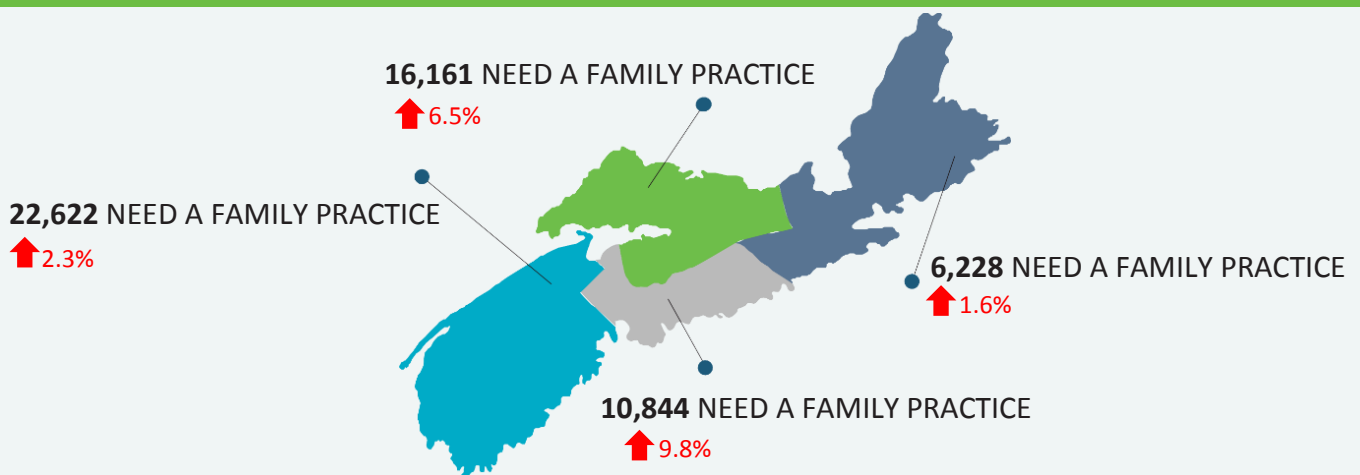 16,161 NEED A FAMILY PRACTICE
6.5%
22,622 NEED A FAMILY PRACTICE
2.3%
6,228 NEED A FAMILY PRACTICE
1.6%
10,844 NEED A FAMILY PRACTICE
9.8%